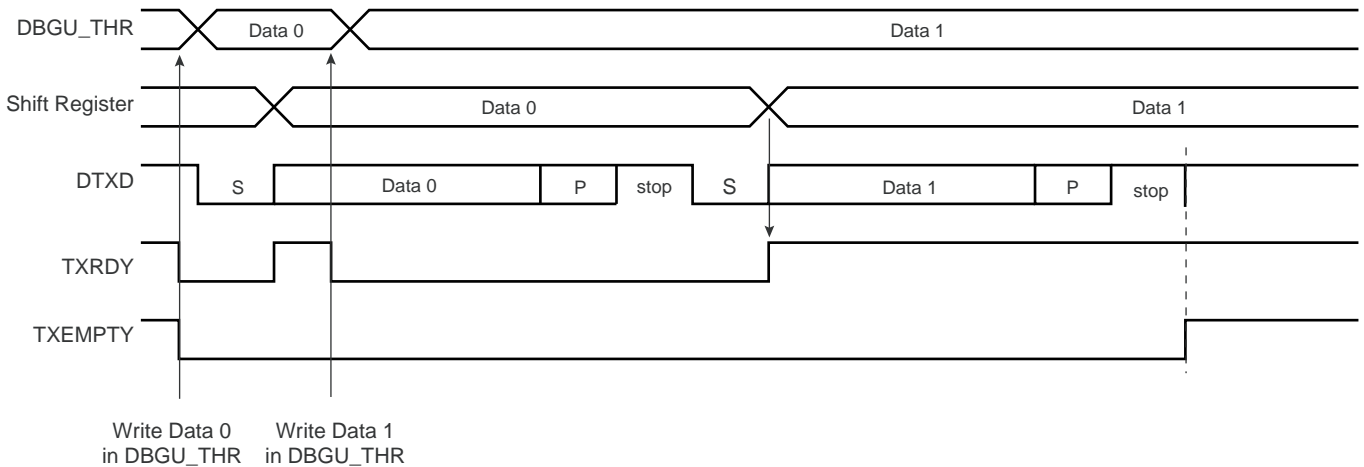 DBGU_THR Data 0 Data 1
Shift Register Data 0 Data 1
DTXD S Data 0 P stop S Data 1 P stop
TXRDY
TXEMPTY
Write Data 0 Write Data 1
in DBGU_THR in DBGU_THR